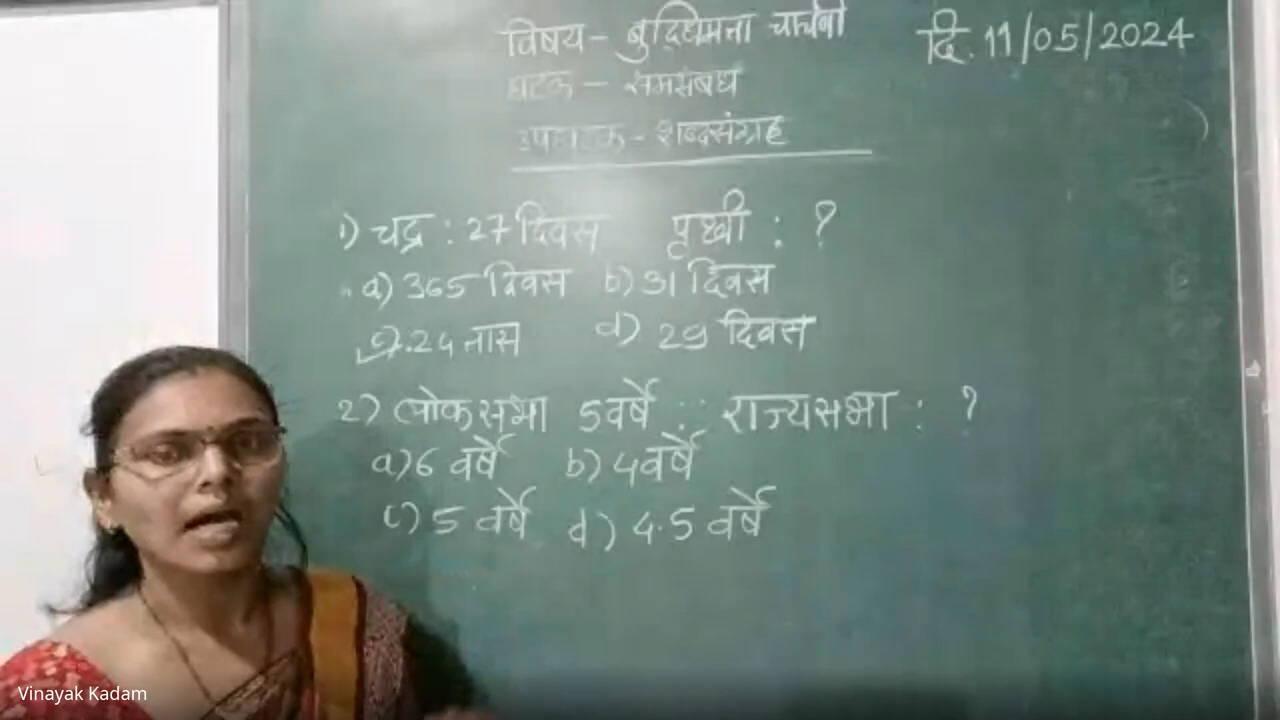 विषय - बुद्धिमत्ता चाचणी
दि. 11/05/2024
घटक - समसंबंध
उपघटक - शब्दसंग्रह
1) चंद्र : 27 दिवस पृथ्वी : ?
a) 365 दिवस b) 31 दिवस
c) 24 तास d) 29 दिवस
2) लोकसभा 5 वर्षे :: राज्यसभा : ?
a) 6 वर्षे b) 4 वर्षे
c) 5 वर्षे d) 4.5 वर्षे
Vinayak Kadam